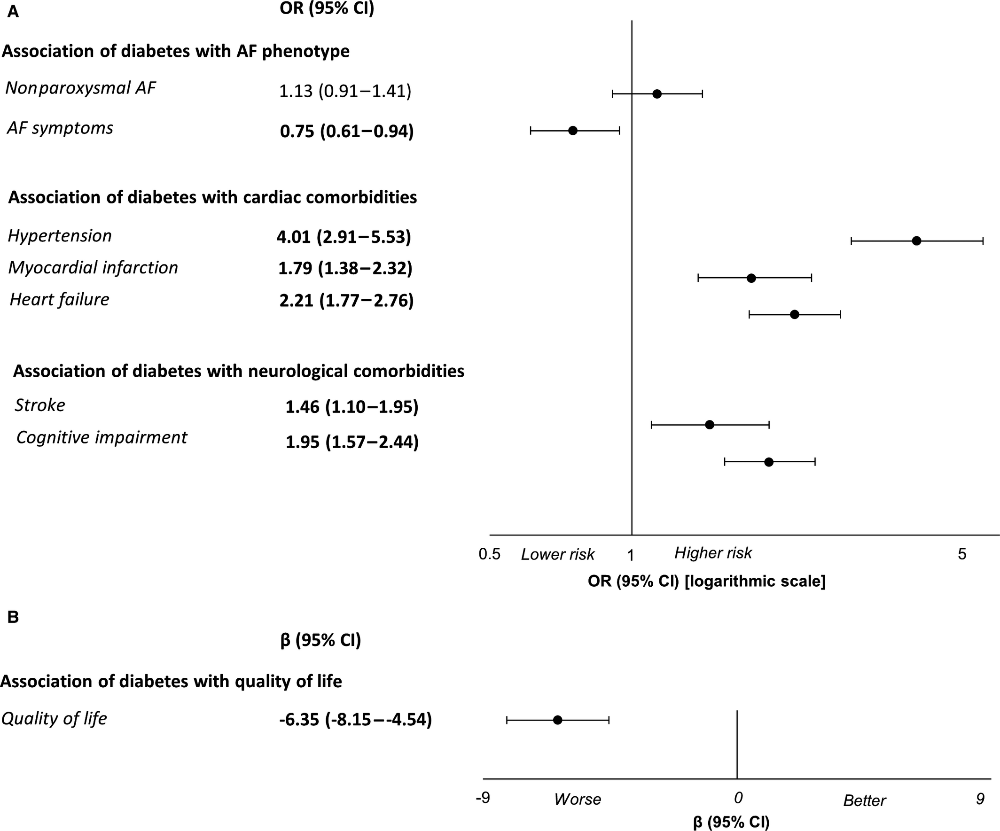 A
OR (95% CI)
Association of diabetes with AF phenotype
Nonparoxysmal AF 1.13 (0.91–1.41)
AF symptoms 0.75 (0.61–0.94)
Association of diabetes with cardiac comorbidities
Hypertension 4.01 (2.91–5.53)
Myocardial infarction 1.79 (1.38–2.32)
Heart failure 2.21 (1.77–2.76)
Association of diabetes with neurological comorbidities
Stroke 1.46 (1.10–1.95)
Cognitive impairment 1.95 (1.57–2.44)
0.5 Lower risk 1 Higher risk 5
OR (95% CI) [logarithmic scale]
B
β (95% CI)
Association of diabetes with quality of life
Quality of life -6.35 (-8.15–-4.54)
-9 Worse 0 Better 9
β (95% CI)